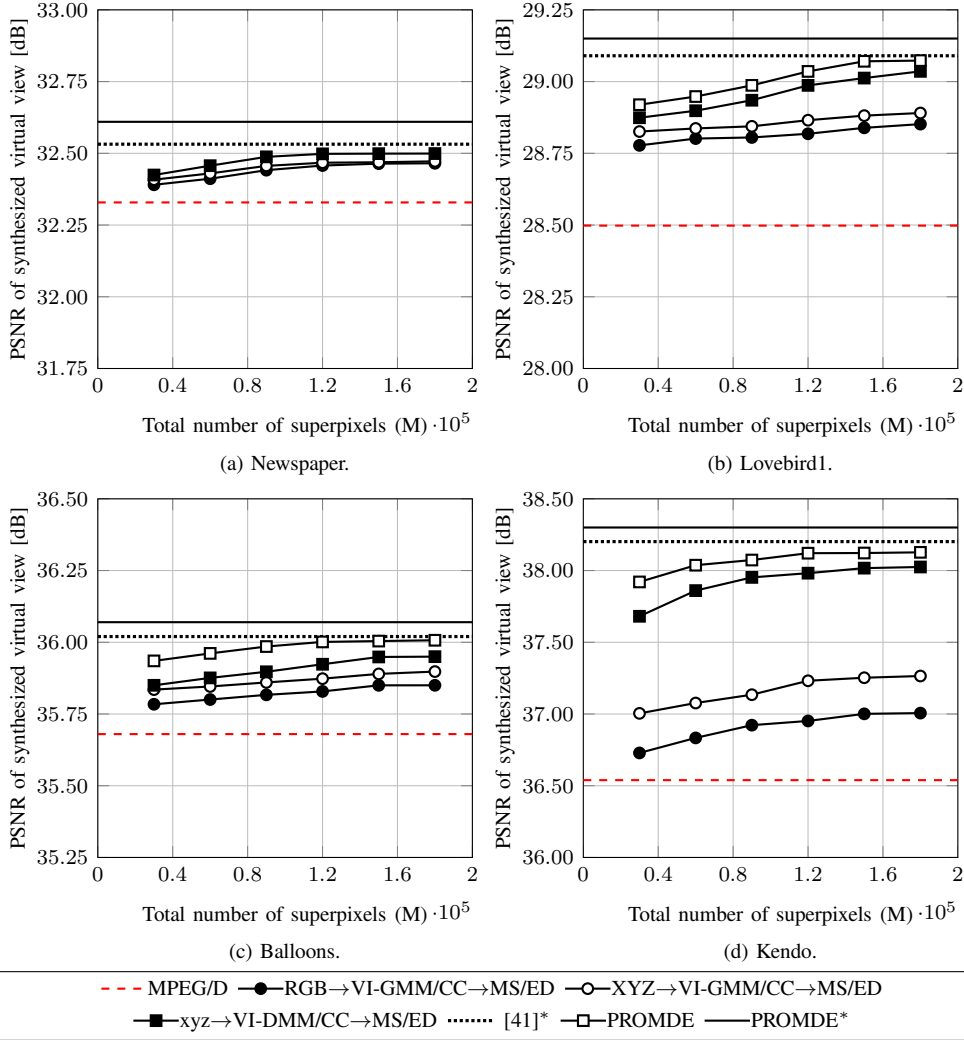 33.00
32.75
32.50
32.25
32.00
31.75
PSNR of synthesized virtual view [dB]
0 0.4 0.8 1.2 1.6 2
Total number of superpixels (M) ·10⁵
(a) Newspaper.
29.25
29.00
28.75
28.50
28.25
28.00
PSNR of synthesized virtual view [dB]
0 0.4 0.8 1.2 1.6 2
Total number of superpixels (M) ·10⁵
(b) Lovebird1.
36.50
36.25
36.00
35.75
35.50
35.25
PSNR of synthesized virtual view [dB]
0 0.4 0.8 1.2 1.6 2
Total number of superpixels (M) ·10⁵
(c) Balloons.
38.50
38.00
37.50
37.00
36.50
36.00
PSNR of synthesized virtual view [dB]
0 0.4 0.8 1.2 1.6 2
Total number of superpixels (M) ·10⁵
(d) Kendo.
MPEG/D RGB→VI-GMM/CC→MS/ED XYZ→VI-GMM/CC→MS/ED
xyz→VI-DMM/CC→MS/ED [41]* PROMDE PROMDE*